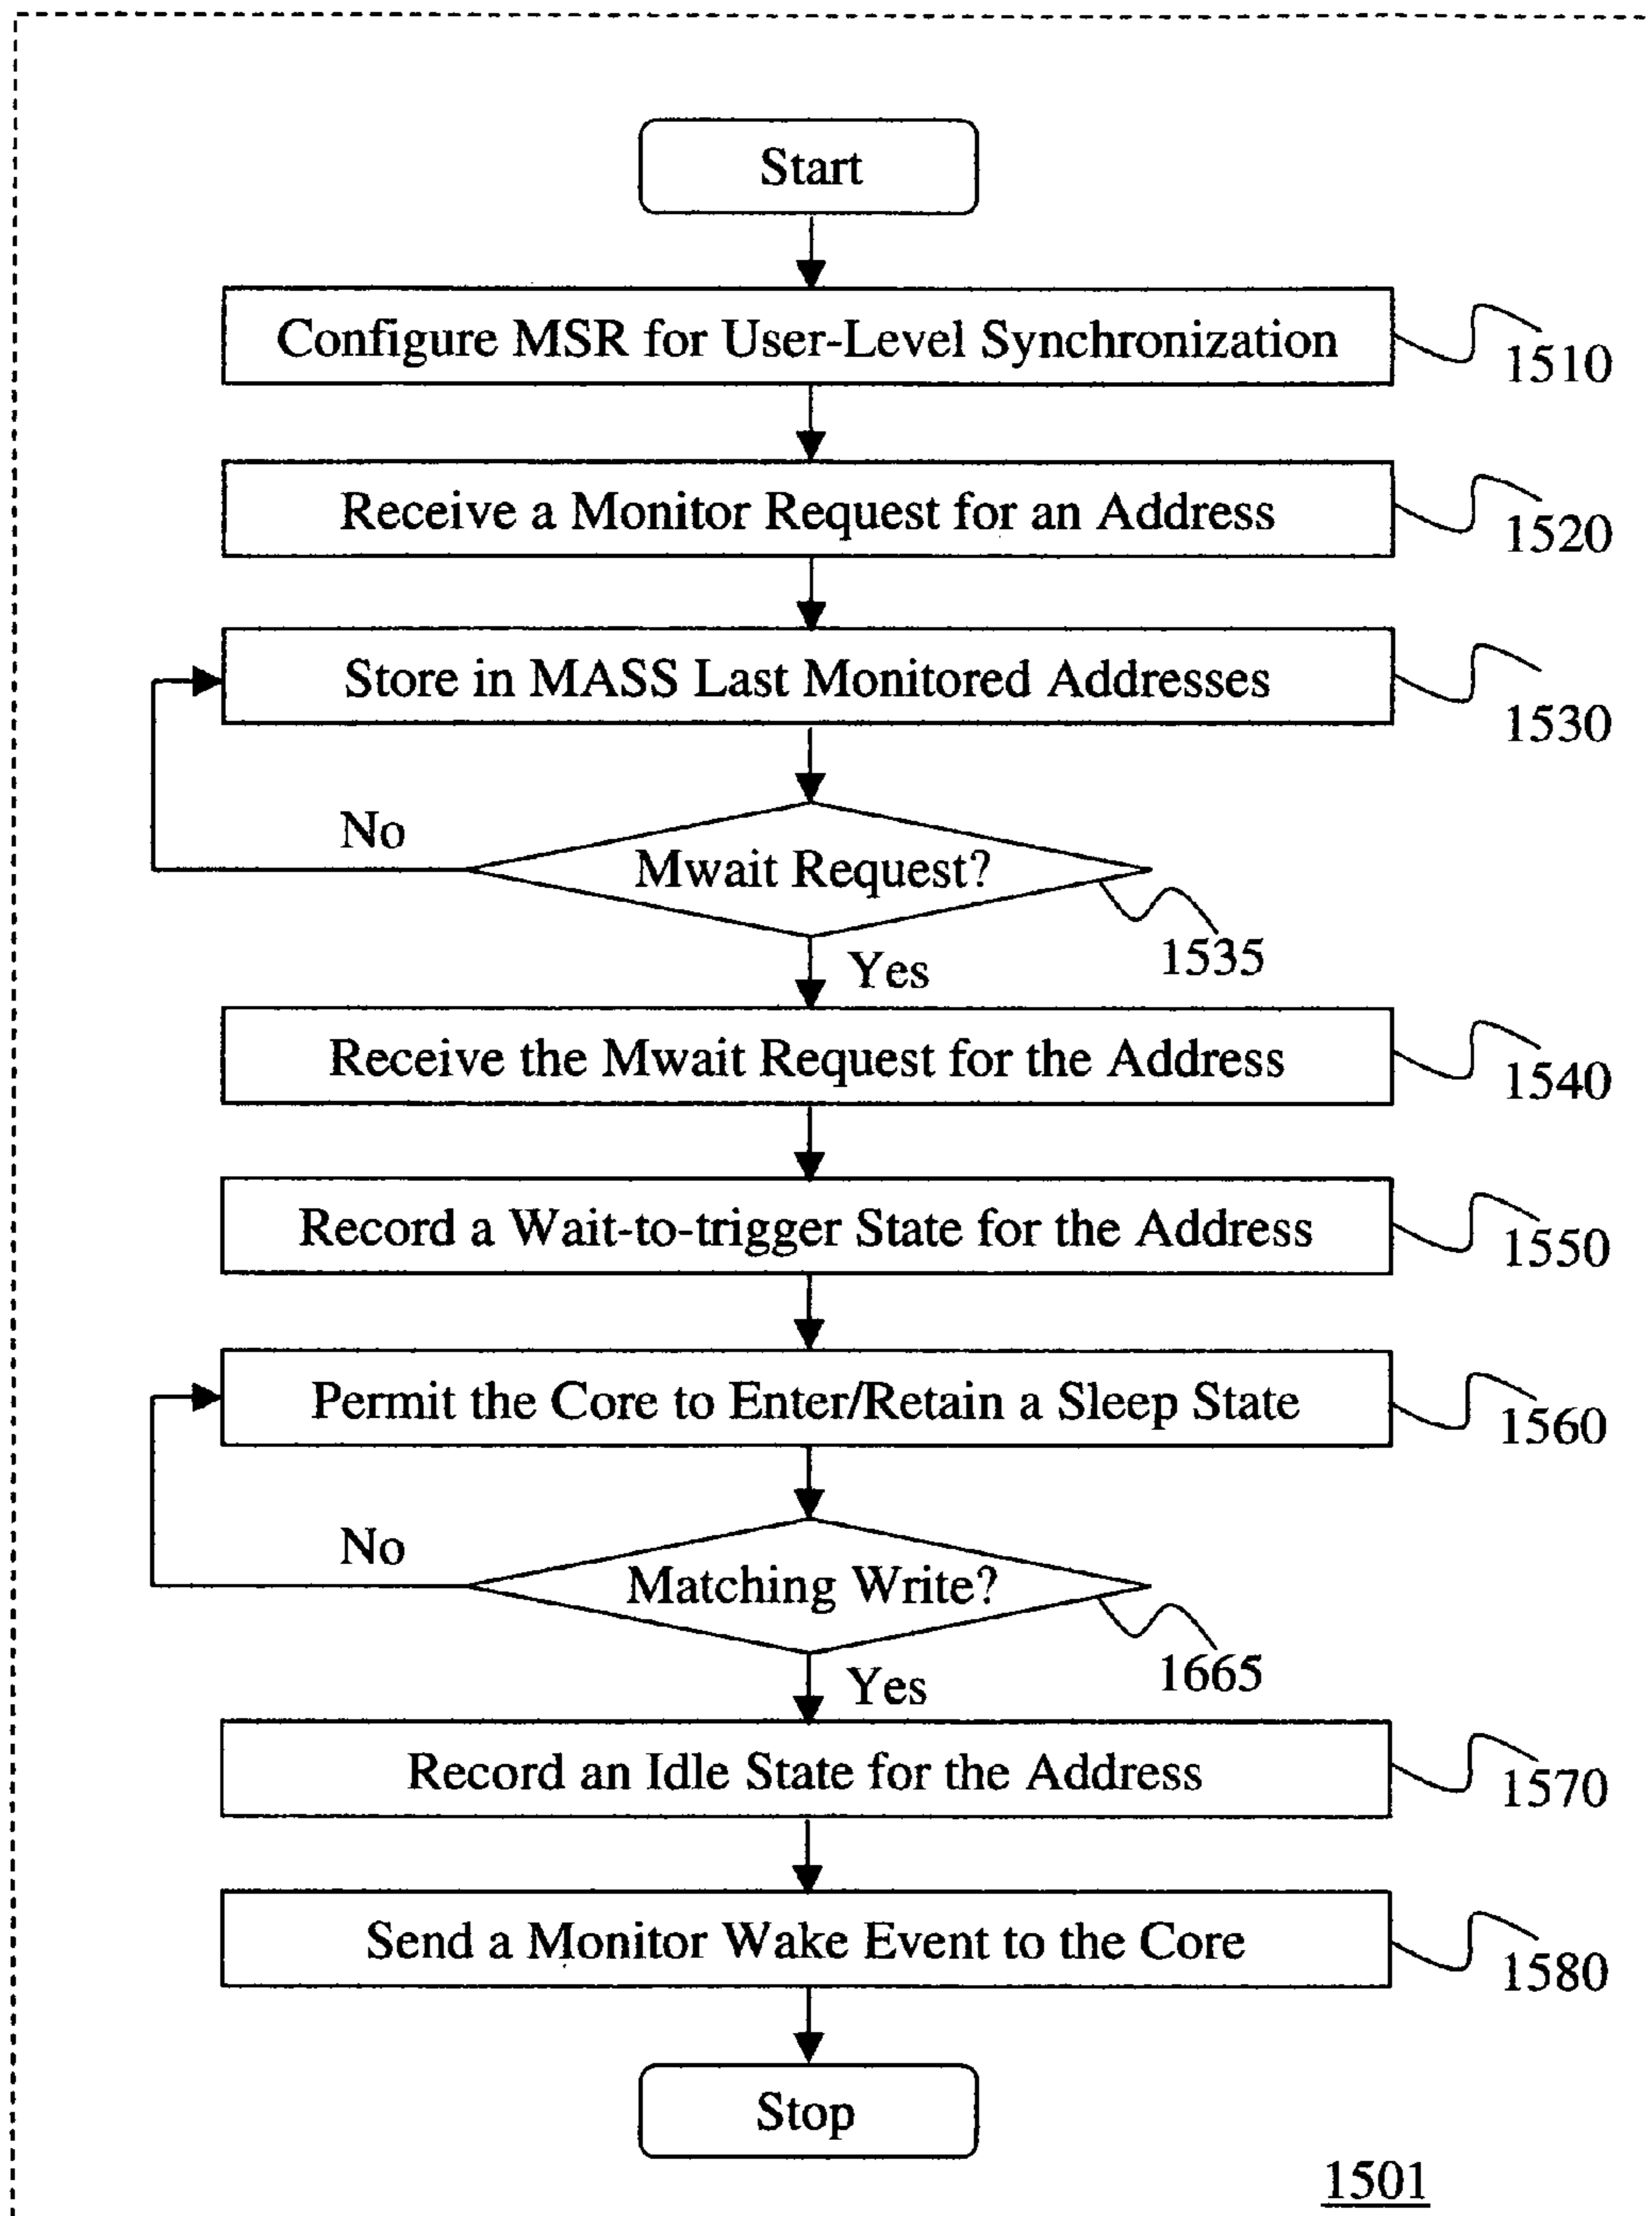 Start
Configure MSR for User-Level Synchronization
1510
Receive a Monitor Request for an Address
1520
Store in MASS Last Monitored Addresses
1530
No
Mwait Request?
1535
Yes
Receive the Mwait Request for the Address
1540
Record a Wait-to-trigger State for the Address
1550
Permit the Core to Enter/Retain a Sleep State
1560
No
Matching Write?
1665
Yes
Record an Idle State for the Address
1570
Send a Monitor Wake Event to the Core
1580
Stop
1501